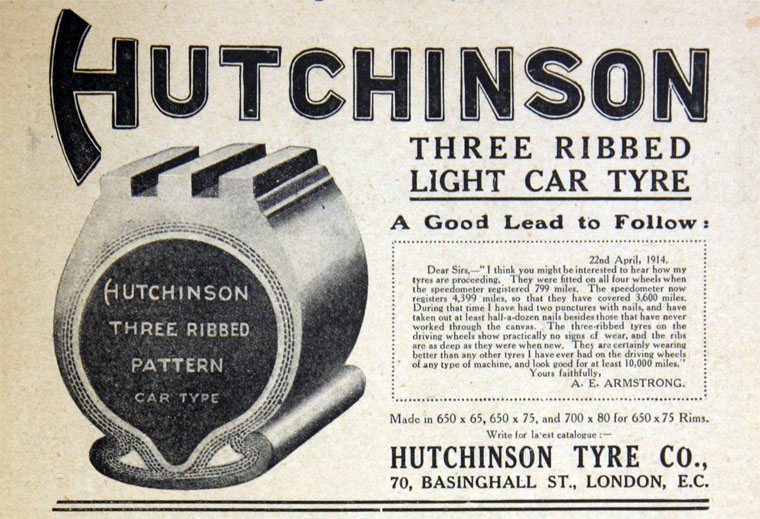 HUTCHINSON
THREE RIBBED
LIGHT CAR TYRE
A Good Lead to Follow:
22nd April, 1914.
Dear Sirs,—"I think you might be interested to hear how my
tyres are proceeding. They were fitted on all four wheels when
the speedometer registered 799 miles. The speedometer now
registers 4,399 miles, so that they have covered 3,600 miles.
During that time I have had two punctures with nails, and have
taken out at least half-a-dozen nails besides those that have never
worked through the canvas. The three-ribbed tyres on the
driving wheels show practically no signs of wear, and the ribs
are as deep as they were when new. They are certainly wearing
better than any other tyres I have ever had on the driving wheels
of any type of machine, and look good for at least 10,000 miles."
Yours faithfully,
A. E. ARMSTRONG.
HUTCHINSON
THREE RIBBED
PATTERN
CAR TYPE
Made in 650 x 65, 650 x 75, and 700 x 80 for 650 x 75 Rims.
Write for latest catalogue:—
HUTCHINSON TYRE CO.,
70, BASINGHALL ST., LONDON, E.C.